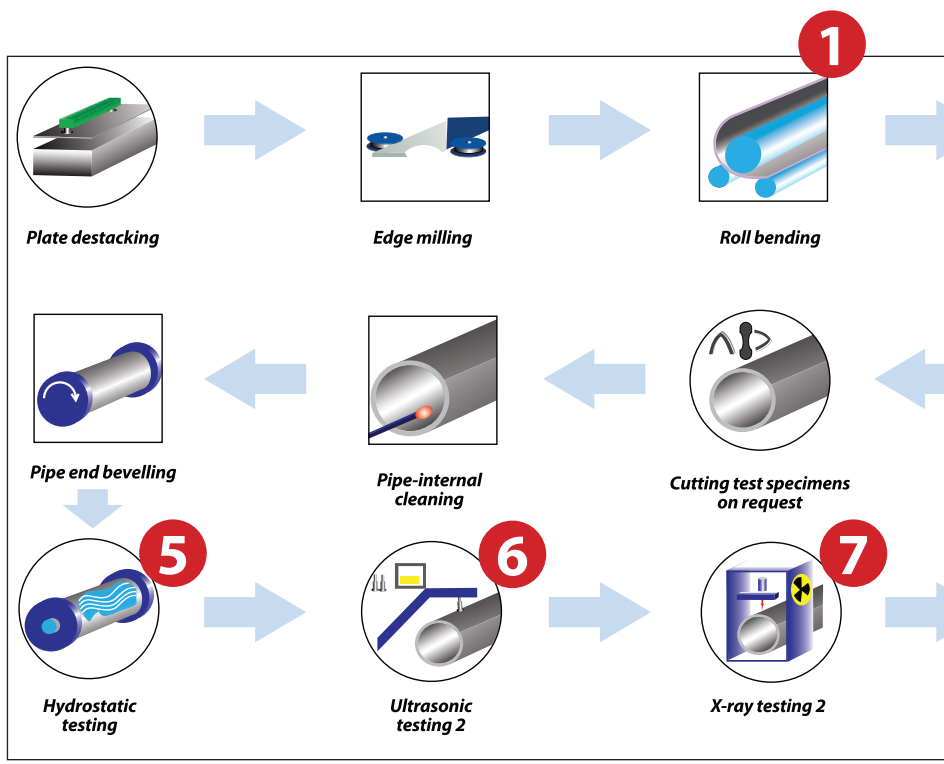 1
Plate destacking
Edge milling
Roll bending
Pipe end bevelling
Pipe-internal
cleaning
Cutting test specimens
on request
5
6
7
Hydrostatic
testing
Ultrasonic
testing 2
X-ray testing 2